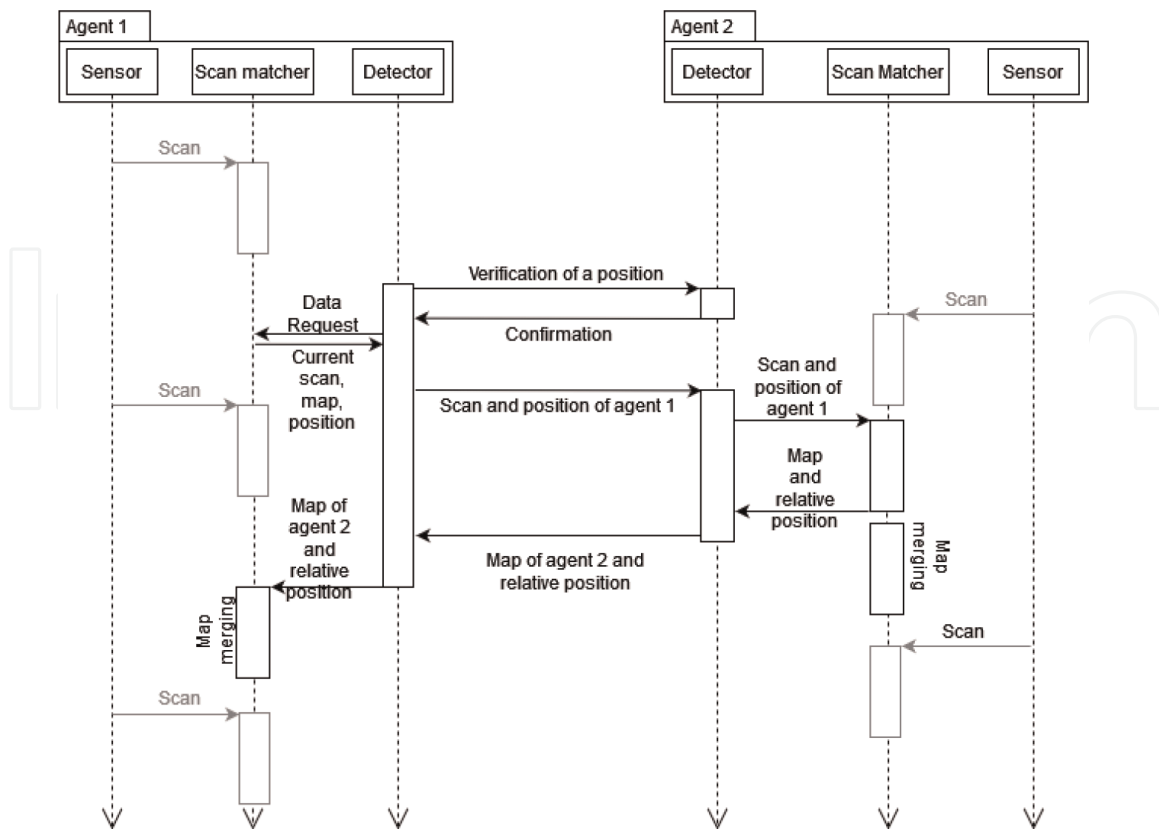 Agent 1
Agent 2
Sensor
Scan matcher
Detector
Detector
Scan Matcher
Sensor
Scan
Verification of a position
Data
Request
Confirmation
Scan
Current
scan,
map,
position
Scan and
position of
agent 1
Scan
Scan and position of agent 1
Map
and
relative
position
Map of
agent 2
and
relative
position
Map of agent 2 and
relative position
Map
merging
Map
merging
Scan
Scan